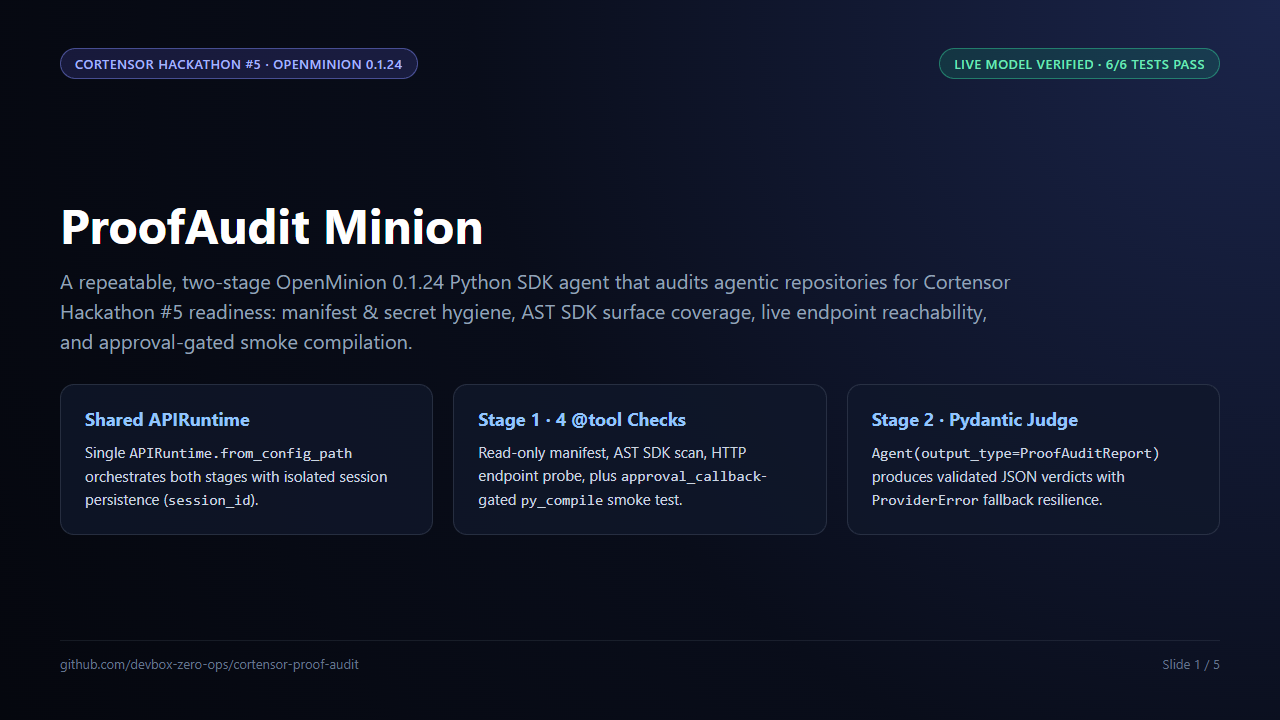 CORTENSOR HACKATHON #5 · OPENMINION 0.1.24
LIVE MODEL VERIFIED · 6/6 TESTS PASS
ProofAudit Minion
A repeatable, two-stage OpenMinion 0.1.24 Python SDK agent that audits agentic repositories for Cortensor
Hackathon #5 readiness: manifest & secret hygiene, AST SDK surface coverage, live endpoint reachability,
and approval-gated smoke compilation.
Shared APIRuntime
Single APIRuntime.from_config_path
orchestrates both stages with isolated session
persistence (session_id).
Stage 1 · 4 @tool Checks
Read-only manifest, AST SDK scan, HTTP
endpoint probe, plus approval_callback-
gated py_compile smoke test.
Stage 2 · Pydantic Judge
Agent(output_type=ProofAuditReport)
produces validated JSON verdicts with
ProviderError fallback resilience.
github.com/devbox-zero-ops/cortensor-proof-audit
Slide 1 / 5